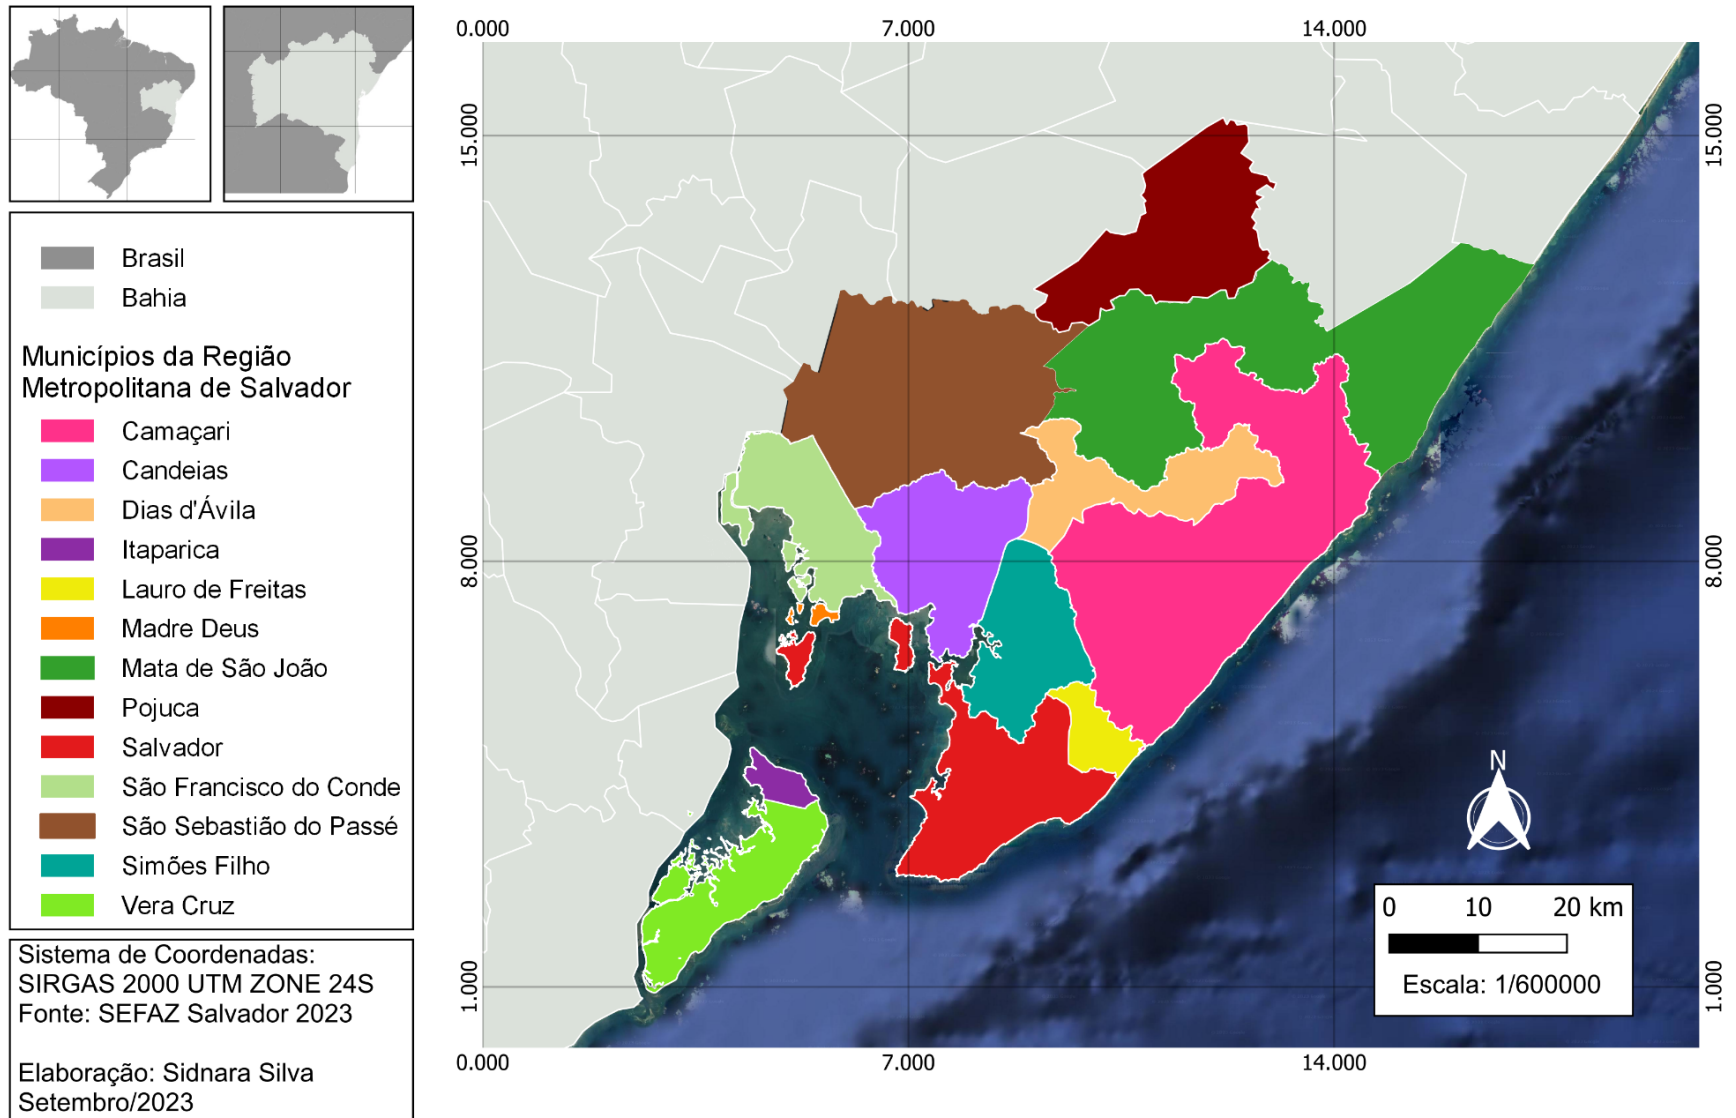 Brasil
Bahia
Municípios da Região
Metropolitana de Salvador
Camaçari
Candeias
Dias d'Ávila
Itaparica
Lauro de Freitas
Madre Deus
Mata de São João
Pojuca
Salvador
São Francisco do Conde
São Sebastião do Passé
Simões Filho
Vera Cruz
Sistema de Coordenadas:
SIRGAS 2000 UTM ZONE 24S
Fonte: SEFAZ Salvador 2023
Elaboração: Sidnara Silva
Setembro/2023
0.000 7.000 14.000
15.000 15.000
8.000 8.000
1.000 1.000
N
0 10 20 km
Escala: 1/600000
0.000 7.000 14.000